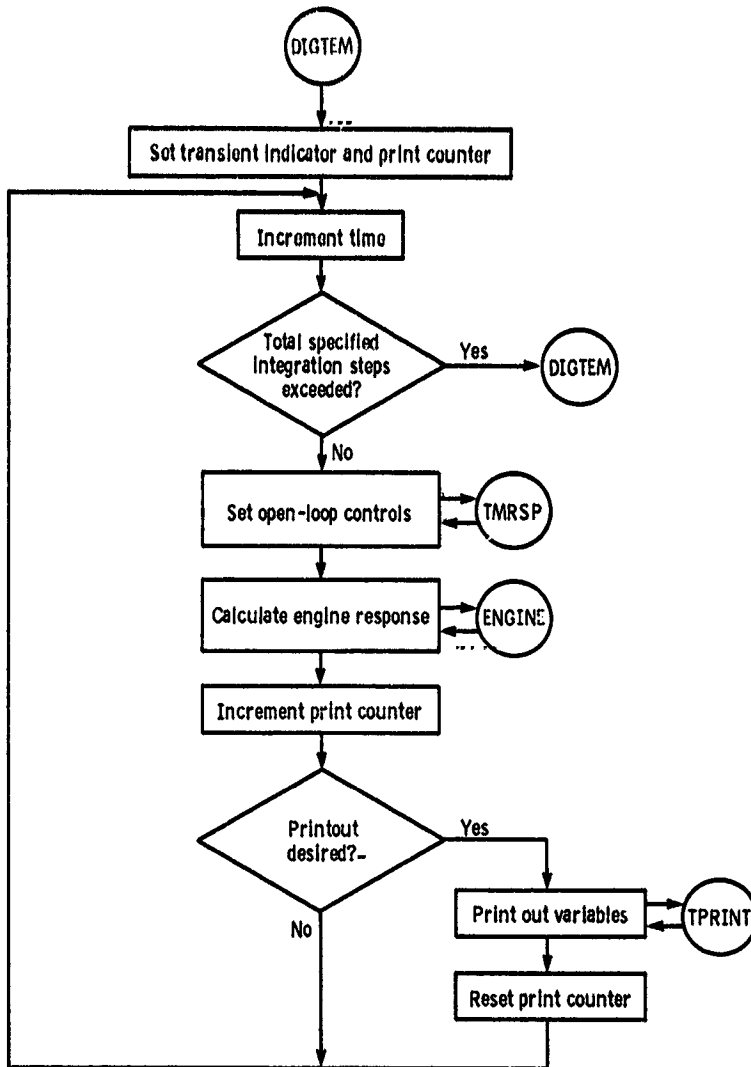 DIGTEM
Set transient indicator and print counter
Increment time
Total specified
integration steps
exceeded?
Yes
DIGTEM
No
Set open-loop controls
TMRSP
Calculate engine response
ENGINE
Increment print counter
Printout
desired?
Yes
No
Print out variables
TPRINT
Reset print counter